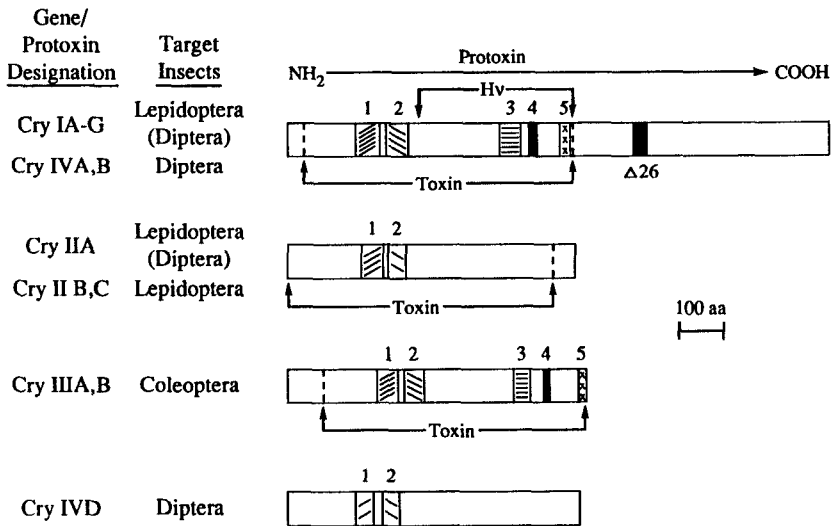 Gene/
Protoxin
Designation
Target
Insects
NH2
Protoxin
COOH
Hν
1 2 3 4 5
x
x
x
Cry IA-G
Lepidoptera
(Diptera)
Cry IVA,B
Diptera
Δ26
Toxin
1 2
Cry IIA
Lepidoptera
(Diptera)
Cry II B,C
Lepidoptera
Toxin
100 aa
1 2 3 4 5
x
x
x
Cry IIIA,B
Coleoptera
Toxin
1 2
Cry IVD
Diptera